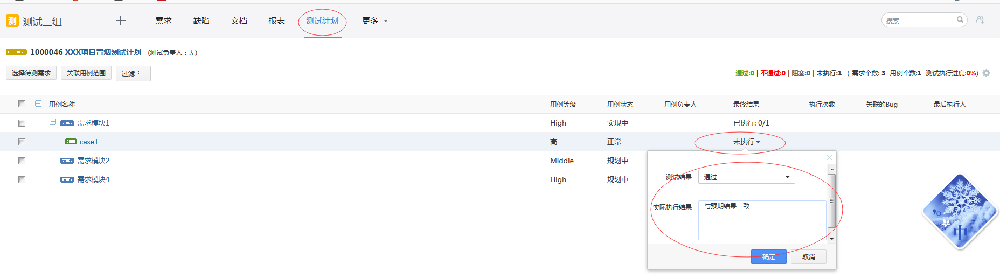 测 测试三组 需求 缺陷 文档 报表 测试计划 更多 搜索
TEST PLAN 1000046 XXX项目冒烟测试计划 (测试负责人：无)
选择待测需求 关联用例范围 过滤 通过:0 | 不通过:0 | 阻塞:0 | 未执行:1 ( 需求个数: 3 用例个数:1 测试执行进度:0%)
用例名称 用例等级 用例状态 用例负责人 最终结果 执行次数 关联的Bug 最后执行人
STORY 需求模块1 High 实现中 已执行: 0/1
CASE case1 高 正常 未执行
STORY 需求模块2 Middle 规划中
STORY 需求模块4 High 规划中
测试结果 通过
实际执行结果 与预期结果一致
确定 取消
中